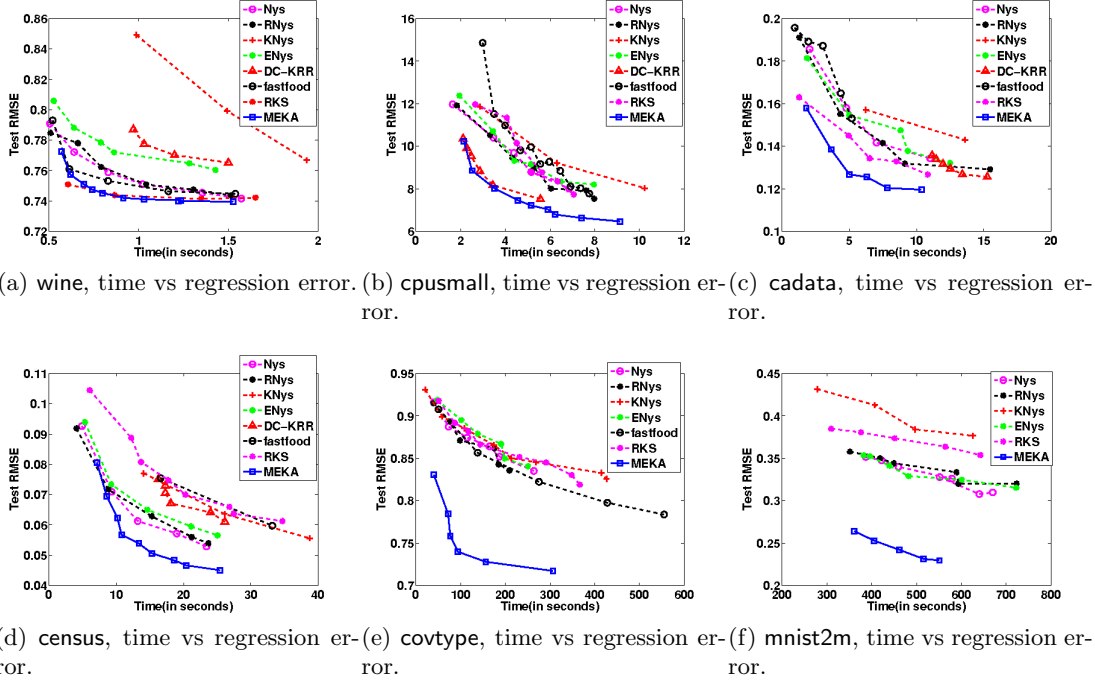 0.86
0.84
0.82
0.8
0.78
0.76
0.74
0.72
Test RMSE
0.5
1
1.5
2
Time(in seconds)
Nys
RNys
KNys
ENys
DC−KRR
fastfood
RKS
MEKA
16
14
12
10
8
6
Test RMSE
0
2
4
6
8
10
12
Time(in seconds)
Nys
RNys
KNys
ENys
DC−KRR
fastfood
RKS
MEKA
0.2
0.18
0.16
0.14
0.12
0.1
Test RMSE
0
5
10
15
20
Time(in seconds)
Nys
RNys
KNys
ENys
DC−KRR
fastfood
RKS
MEKA
(a) wine, time vs regression error.
(b) cpusmall, time vs regression er-
ror.
(c) cadata, time vs regression er-
ror.
0.11
0.1
0.09
0.08
0.07
0.06
0.05
0.04
Test RMSE
0
10
20
30
40
Time(in seconds)
Nys
RNys
KNys
ENys
DC−KRR
fastfood
RKS
MEKA
0.95
0.9
0.85
0.8
0.75
0.7
Test RMSE
0
100
200
300
400
500
600
Time(in seconds)
Nys
RNys
KNys
ENys
fastfood
RKS
MEKA
0.45
0.4
0.35
0.3
0.25
0.2
Test RMSE
200
300
400
500
600
700
800
Time(in seconds)
Nys
RNys
KNys
ENys
RKS
MEKA
(d) census, time vs regression er-
ror.
(e) covtype, time vs regression er-
ror.
(f) mnist2m, time vs regression er-
ror.